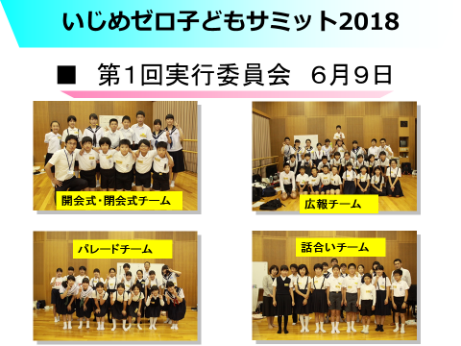 いじめゼロ子どもサミット2018
■ 第1回実行委員会 6月9日
開会式・閉会式チーム
広報チーム
パレードチーム
話合いチーム